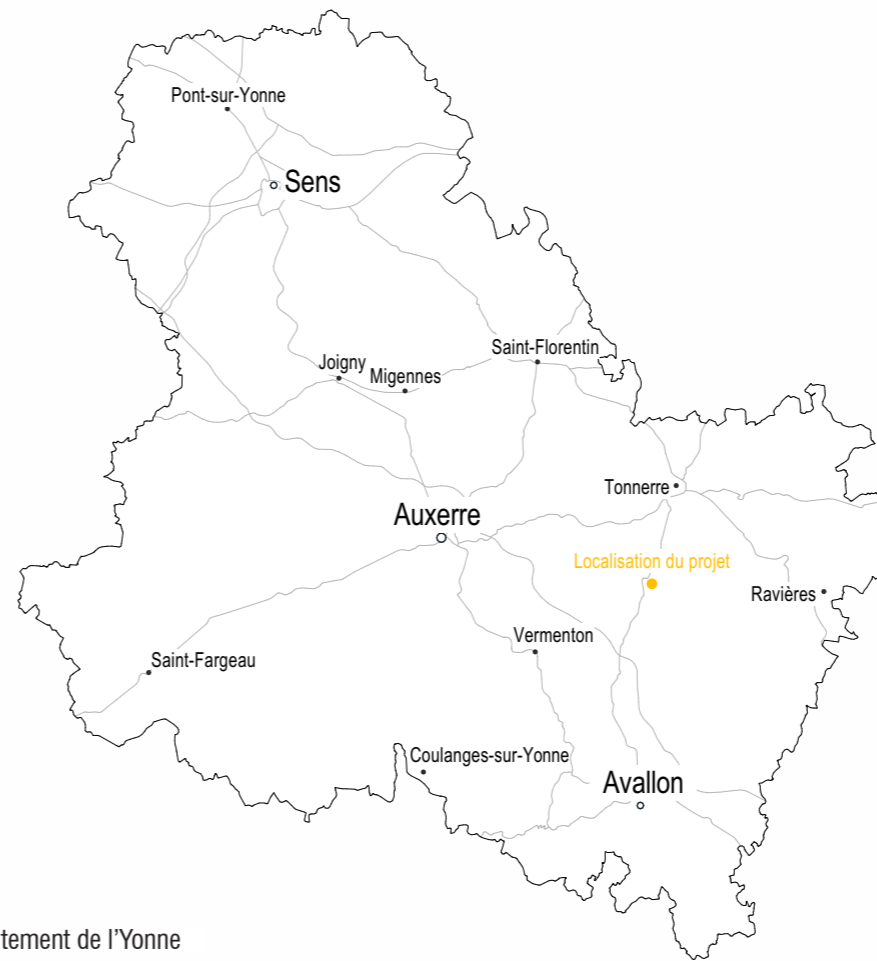 Pont-sur-Yonne
Sens
Saint-Florentin
Joigny
Migennes
Tonnerre
Auxerre
Localisation du projet
Ravières
Vermenton
Saint-Fargeau
Coulanges-sur-Yonne
Avallon
tement de l’Yonne